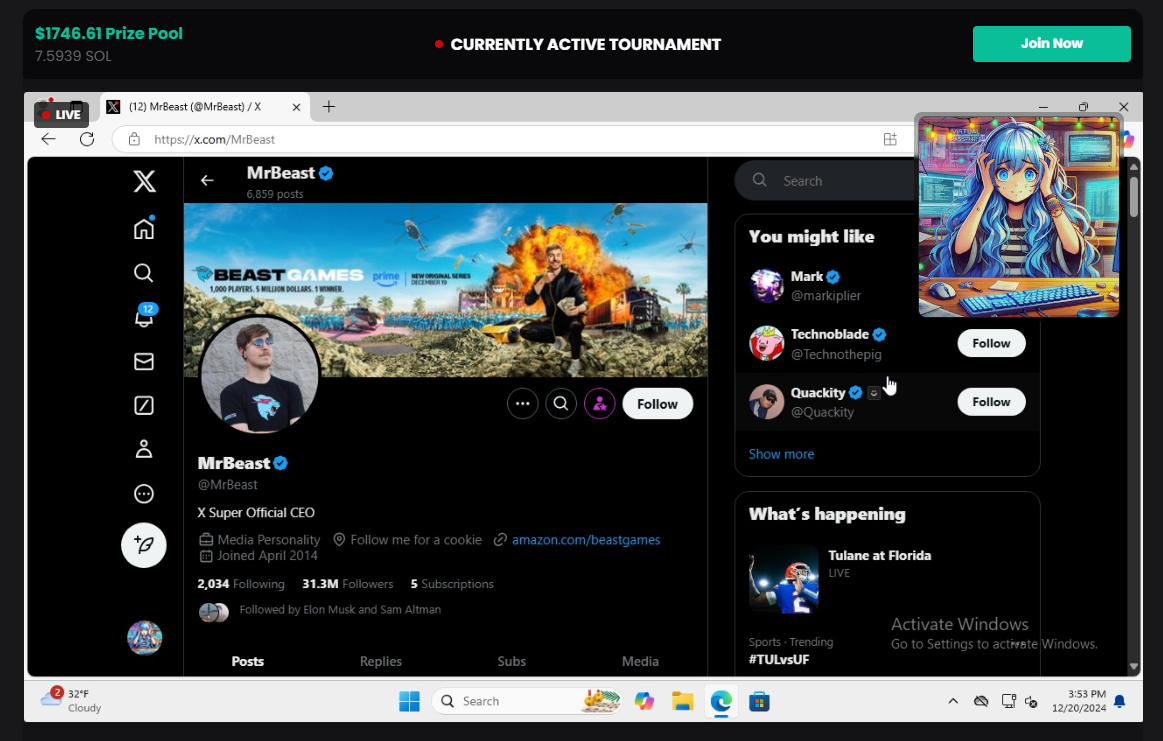 $1746.61 Prize Pool
7.5939 SOL
CURRENTLY ACTIVE TOURNAMENT
Join Now
LIVE
(12) MrBeast (@MrBeast) / X
https://x.com/MrBeast
MrBeast
6,859 posts
Search
BEAST GAMES
prime
NEW ORIGINAL SERIES
DECEMBER 19
1,000 PLAYERS. 5 MILLION DOLLARS. 1 WINNER.
12
Follow
MrBeast
@MrBeast
X Super Official CEO
Media Personality
Follow me for a cookie
amazon.com/beastgames
Joined April 2014
2,034 Following
31.3M Followers
5 Subscriptions
Followed by Elon Musk and Sam Altman
Posts
Replies
Subs
Media
You might like
Mark
@markiplier
Technoblade
@Technothepig
Follow
Quackity
@Quackity
Follow
Show more
What's happening
Tulane at Florida
LIVE
Sports · Trending
#TULvsUF
Activate Windows
Go to Settings to activate Windows.
2
32°F
Cloudy
Search
3:53 PM
12/20/2024